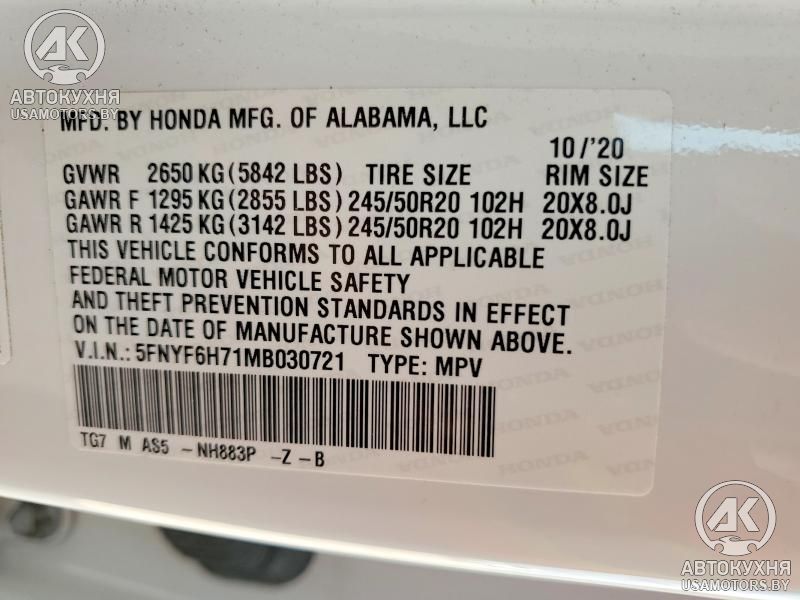 AK
АВТОКУХНЯ
USAMOTORS.BY
MFD. BY HONDA MFG. OF ALABAMA, LLC
10/'20
GVWR 2650 KG (5842 LBS) TIRE SIZE RIM SIZE
GAWR F 1295 KG (2855 LBS) 245/50R20 102H 20X8.0J
GAWR R 1425 KG (3142 LBS) 245/50R20 102H 20X8.0J
THIS VEHICLE CONFORMS TO ALL APPLICABLE
FEDERAL MOTOR VEHICLE SAFETY
AND THEFT PREVENTION STANDARDS IN EFFECT
ON THE DATE OF MANUFACTURE SHOWN ABOVE.
V.I.N.: 5FNYF6H71MB030721 TYPE: MPV
TG7 M AS5 -NH883P -Z-B
HONDA
AK
АВТОКУХНЯ
USAMOTORS.BY